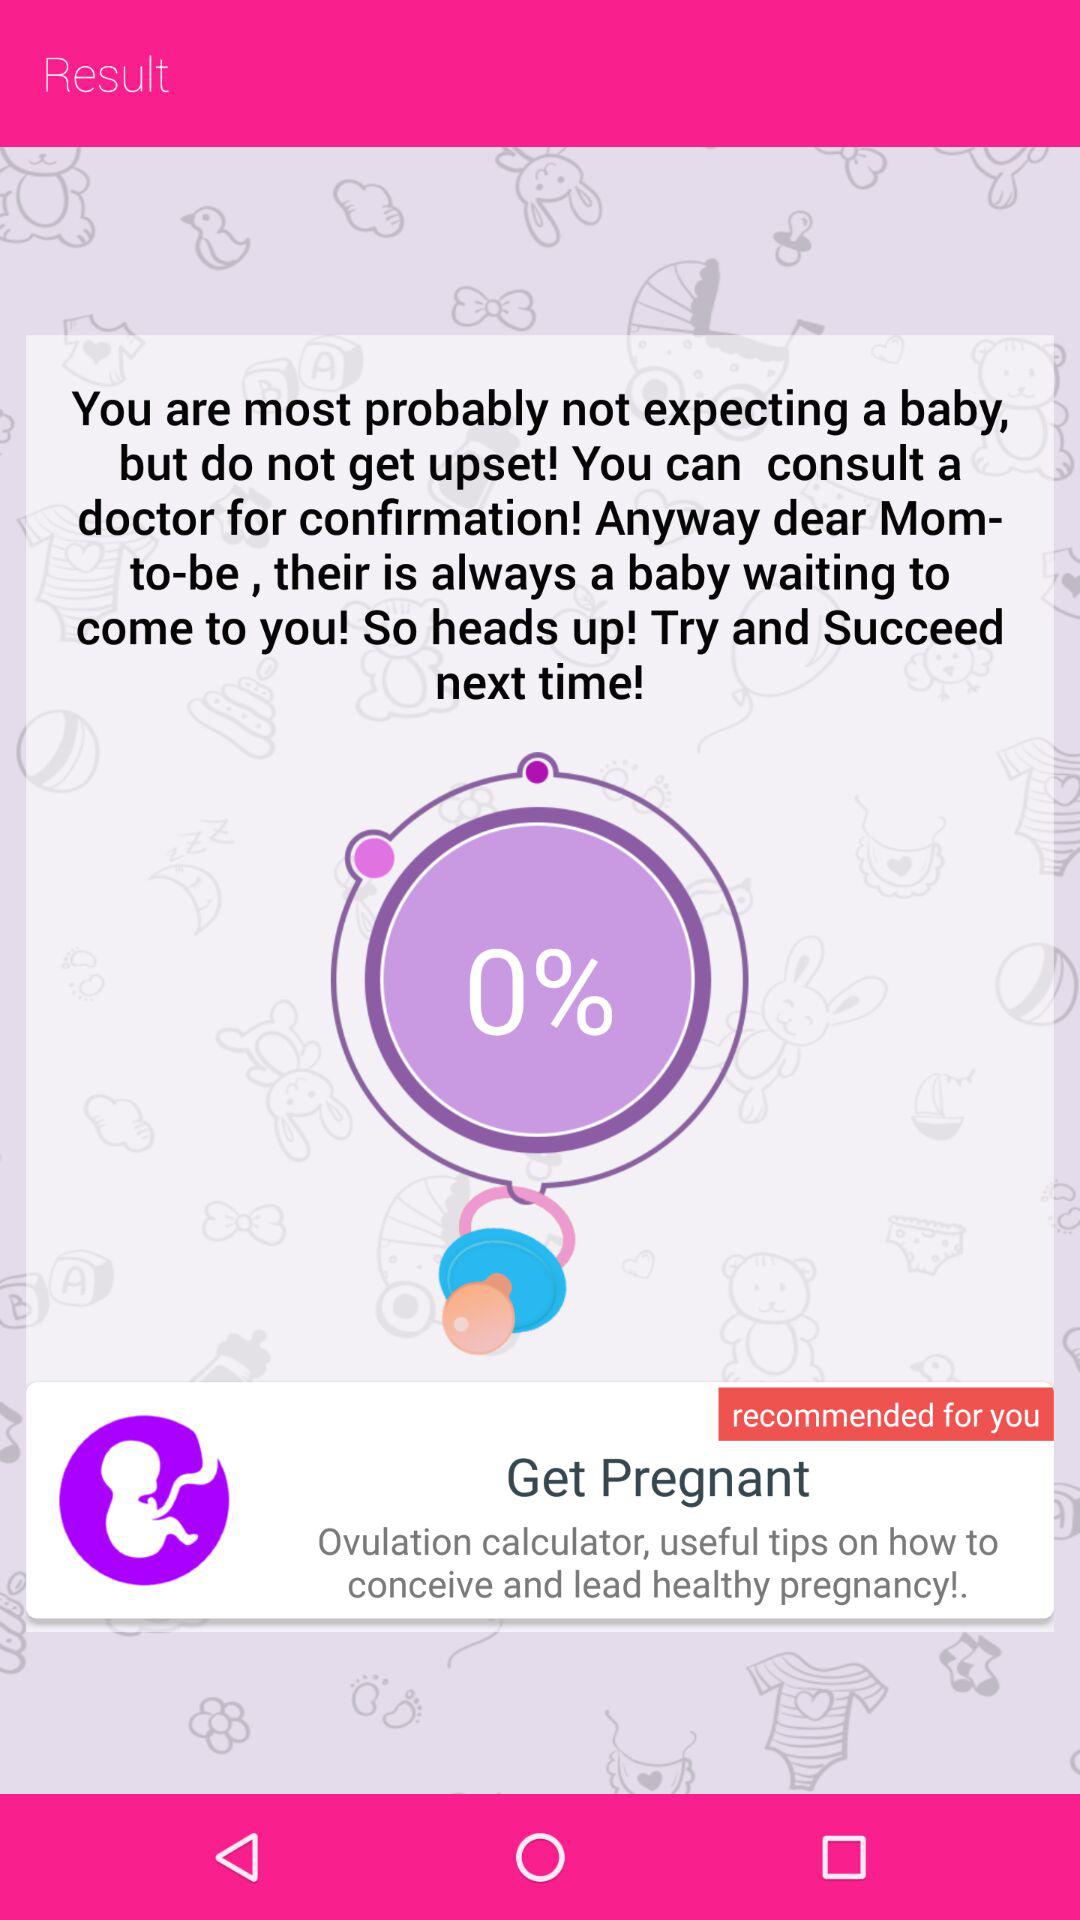 Result
You are most probably not expecting a baby,
but do not get upset! You can  consult a
doctor for confirmation! Anyway dear Mom-
to-be , their is always a baby waiting to
come to you! So heads up! Try and Succeed
next time!
0%
recommended for you
Get Pregnant
Ovulation calculator, useful tips on how to
conceive and lead healthy pregnancy!.